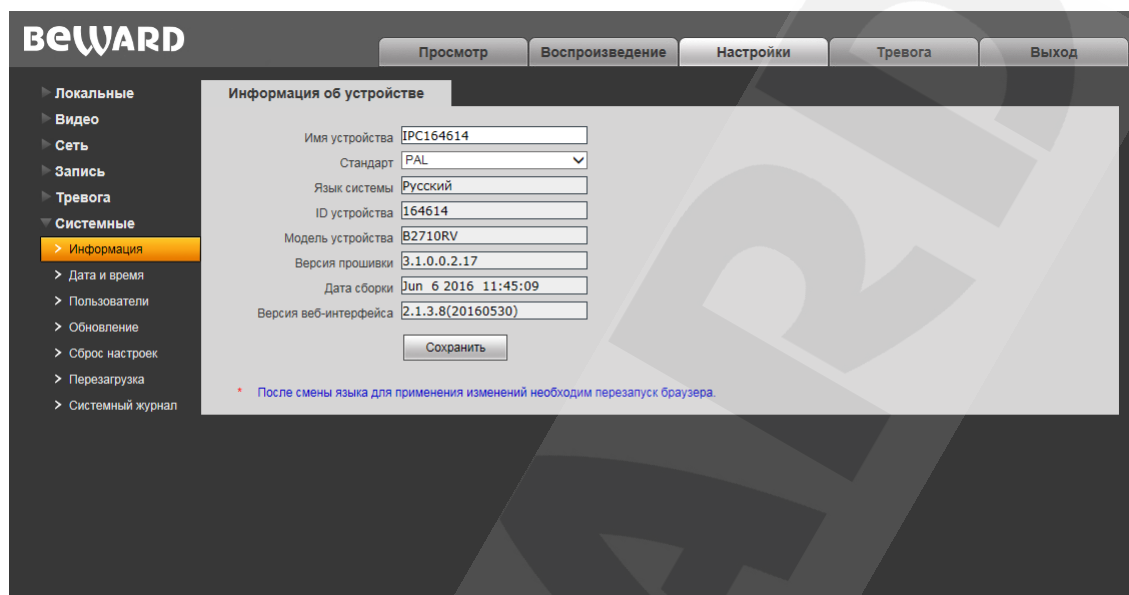 BEWARD
Просмотр
Воспроизведение
Настройки
Тревога
Выход
Локальные
Видео
Сеть
Запись
Тревога
Системные
Информация
Дата и время
Пользователи
Обновление
Сброс настроек
Перезагрузка
Системный журнал
Информация об устройстве
Имя устройства IPC164614
Стандарт PAL
Язык системы Русский
ID устройства 164614
Модель устройства B2710RV
Версия прошивки 3.1.0.0.2.17
Дата сборки Jun 6 2016 11:45:09
Версия веб-интерфейса 2.1.3.8(20160530)
Сохранить
* После смены языка для применения изменений необходим перезапуск браузера.